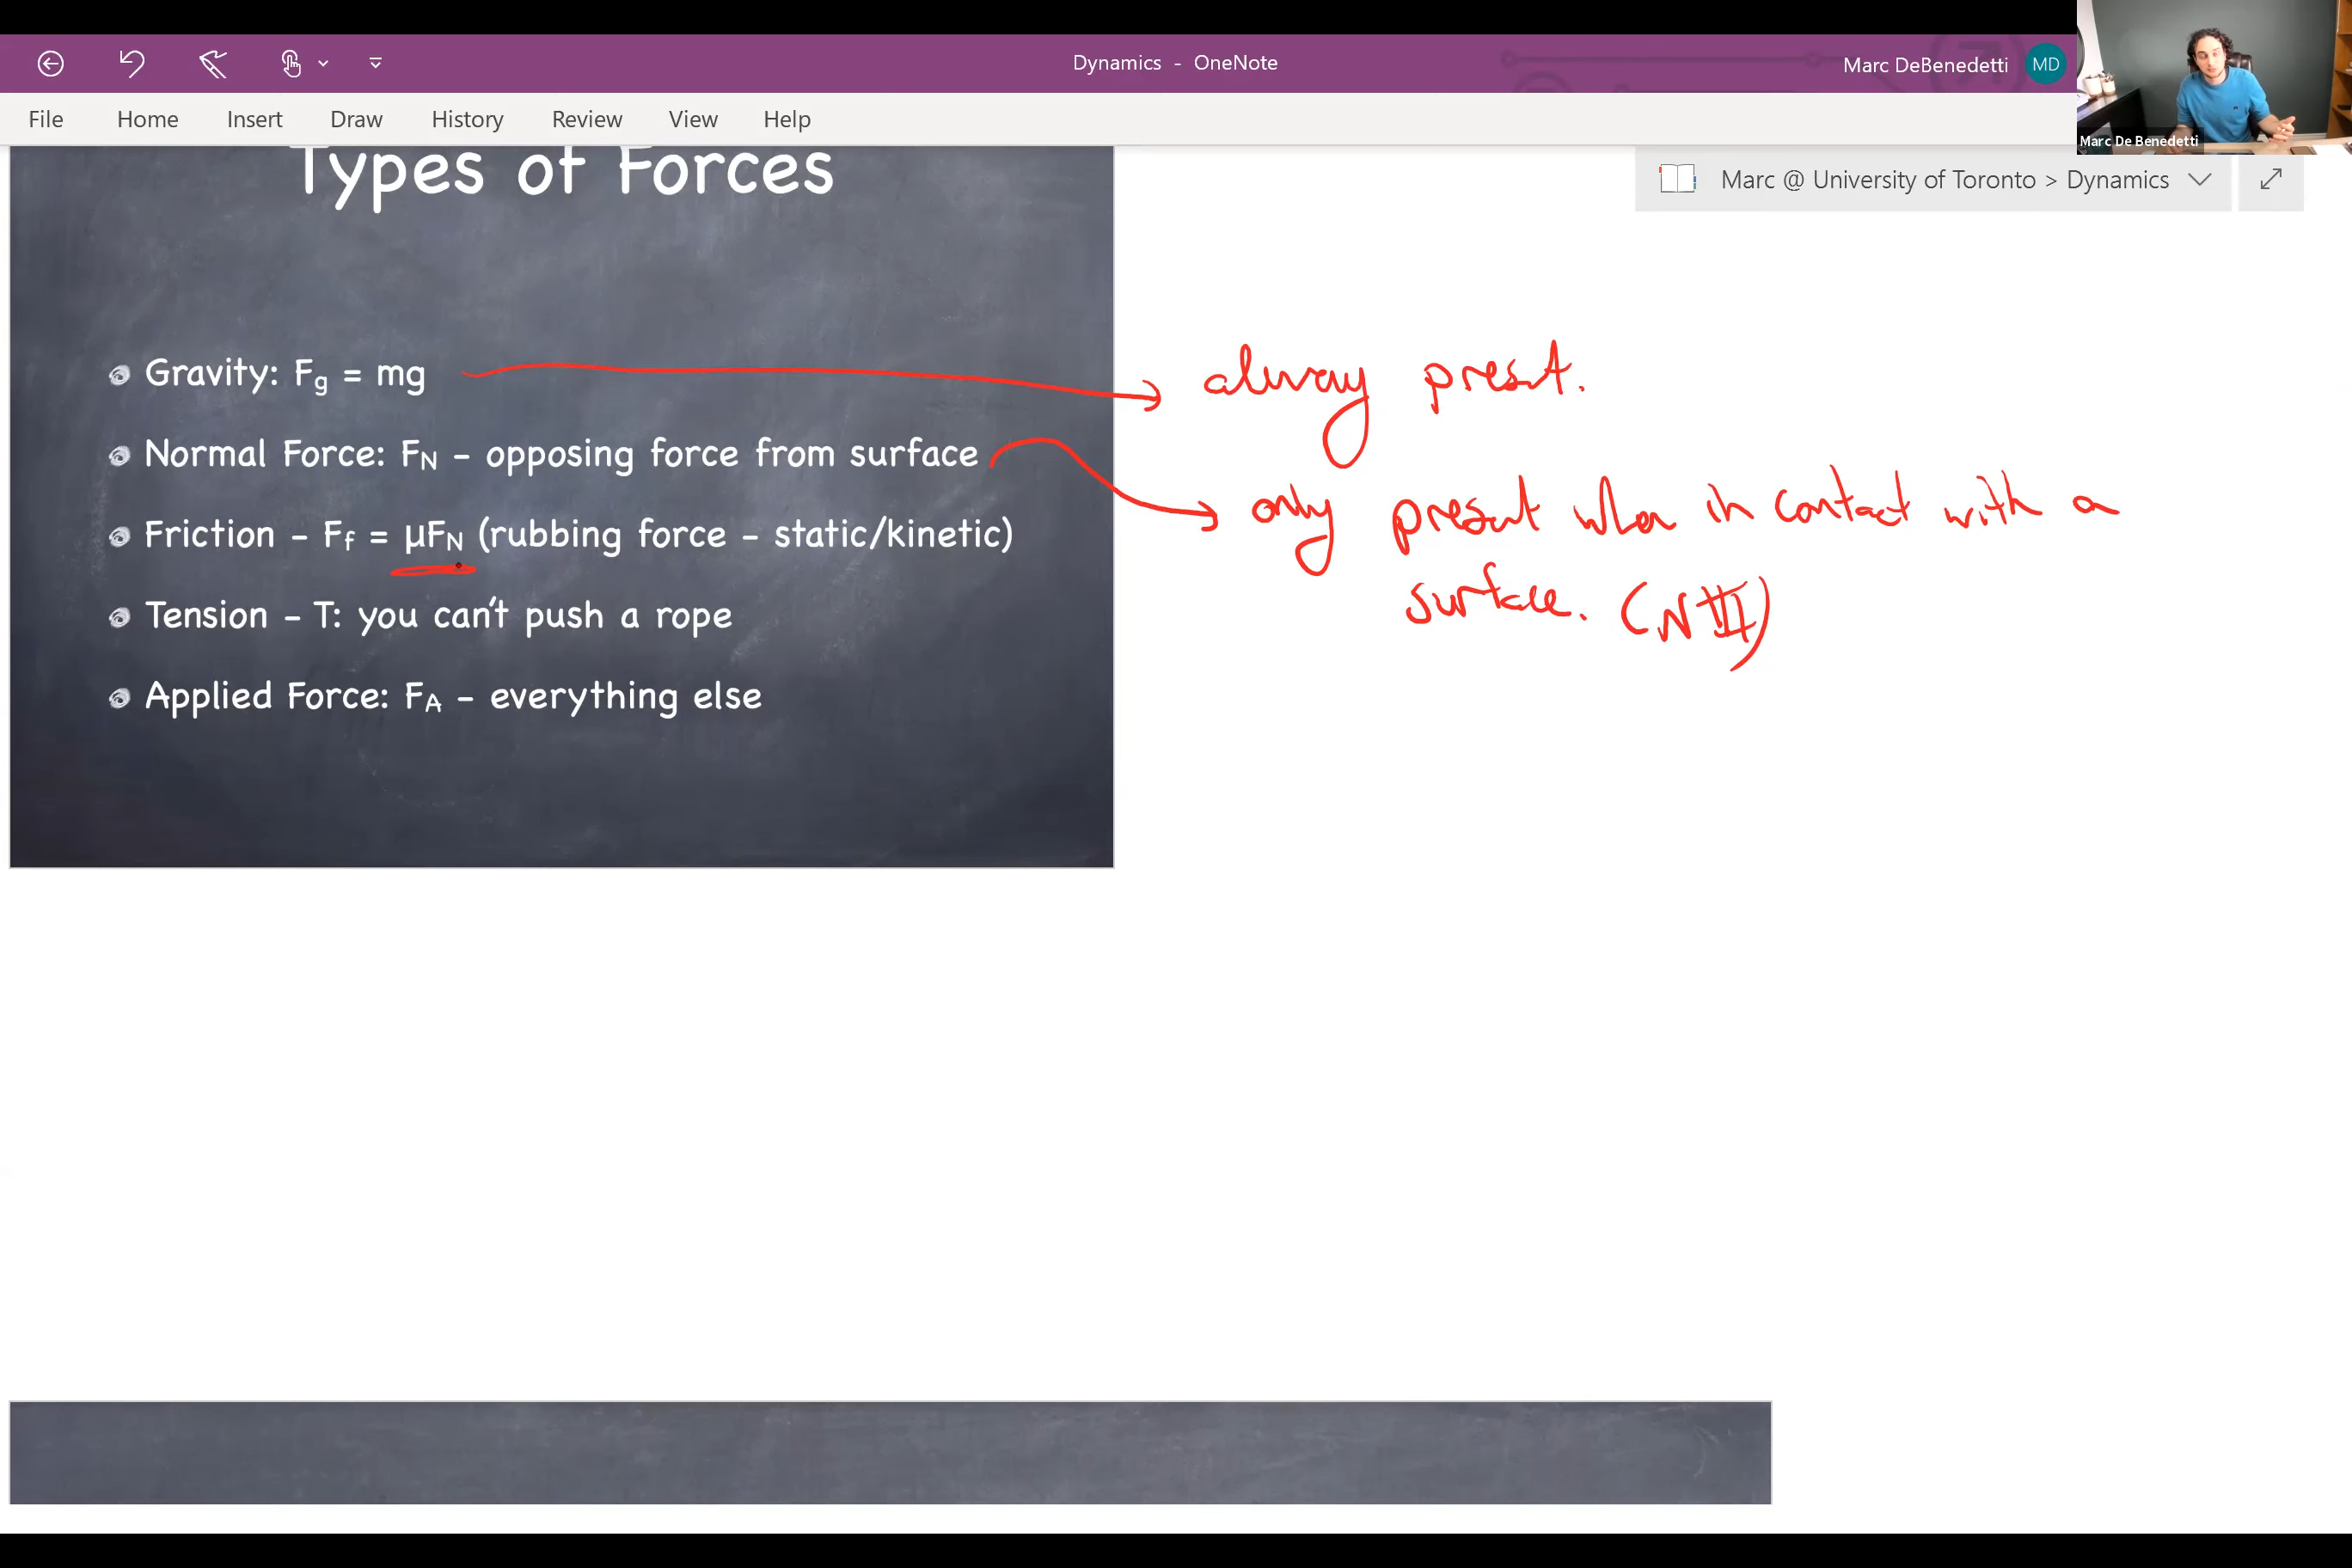 Dynamics - OneNote
Marc DeBenedetti
MD
File Home Insert Draw History Review View Help
Marc De Benedetti
Marc @ University of Toronto > Dynamics
Types of Forces
Gravity: Fg = mg
always present.
Normal Force: FN - opposing force from surface
only present when in contact with a
surface. (N III)
Friction - Ff = μFN (rubbing force - static/kinetic)
Tension - T: you can't push a rope
Applied Force: FA - everything else